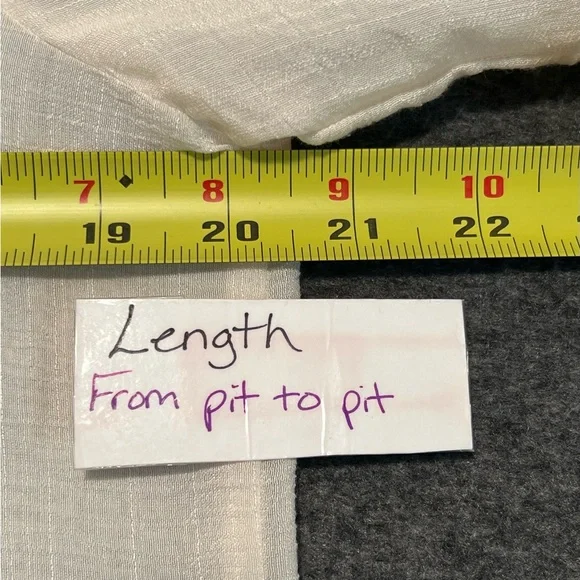 7 8 9 10
19 20 21 22
Length
From pit to pit